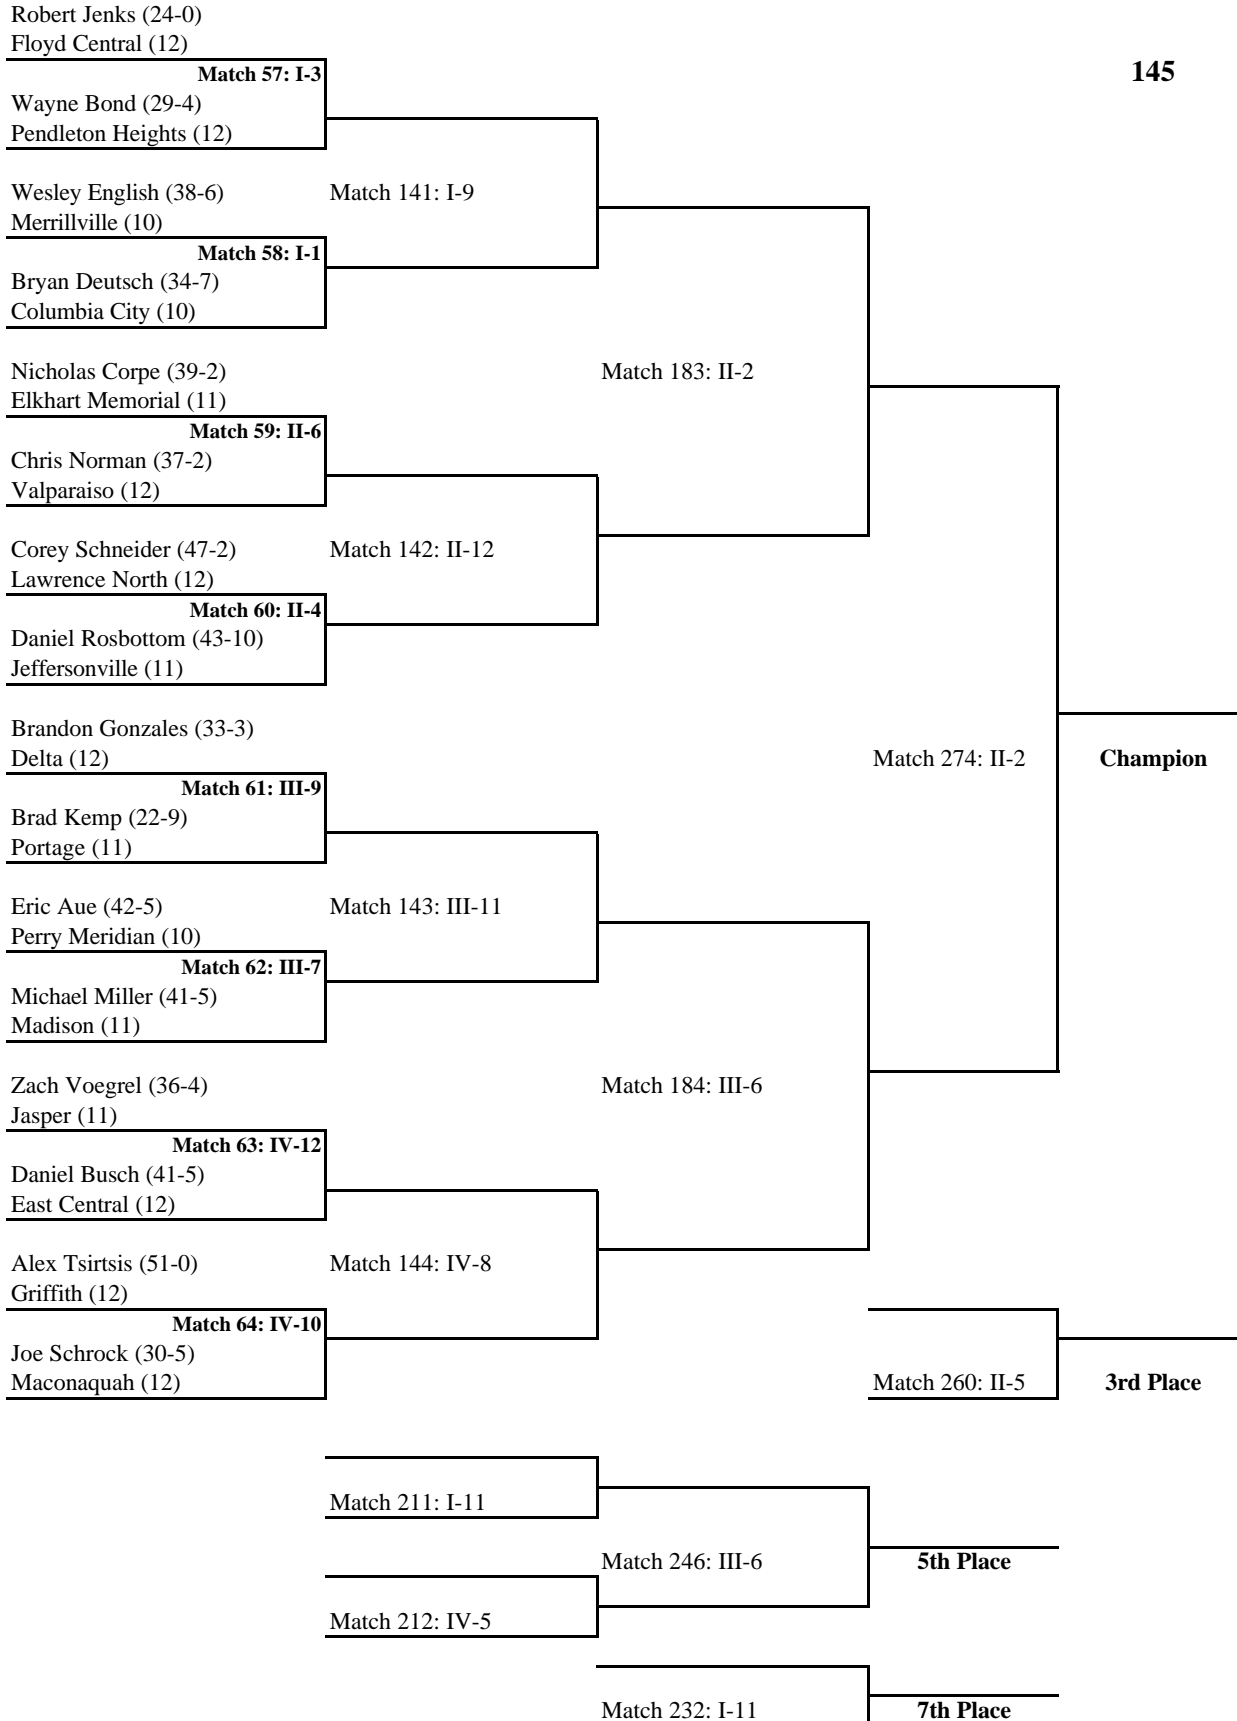 Robert Jenks (24-0)
Floyd Central (12)
Match 57: I-3
145
Wayne Bond (29-4)
Pendleton Heights (12)
Wesley English (38-6)
Match 141: I-9
Merrillville (10)
Match 58: I-1
Bryan Deutsch (34-7)
Columbia City (10)
Nicholas Corpe (39-2)
Match 183: II-2
Elkhart Memorial (11)
Match 59: II-6
Chris Norman (37-2)
Valparaiso (12)
Corey Schneider (47-2)
Match 142: II-12
Lawrence North (12)
Match 60: II-4
Daniel Rosbottom (43-10)
Jeffersonville (11)
Brandon Gonzales (33-3)
Delta (12)
Match 274: II-2
Champion
Match 61: III-9
Brad Kemp (22-9)
Portage (11)
Eric Aue (42-5)
Match 143: III-11
Perry Meridian (10)
Match 62: III-7
Michael Miller (41-5)
Madison (11)
Zach Voegrel (36-4)
Match 184: III-6
Jasper (11)
Match 63: IV-12
Daniel Busch (41-5)
East Central (12)
Alex Tsirtsis (51-0)
Match 144: IV-8
Griffith (12)
Match 64: IV-10
Joe Schrock (30-5)
Maconaquah (12)
Match 260: II-5
3rd Place
Match 211: I-11
Match 246: III-6
5th Place
Match 212: IV-5
Match 232: I-11
7th Place